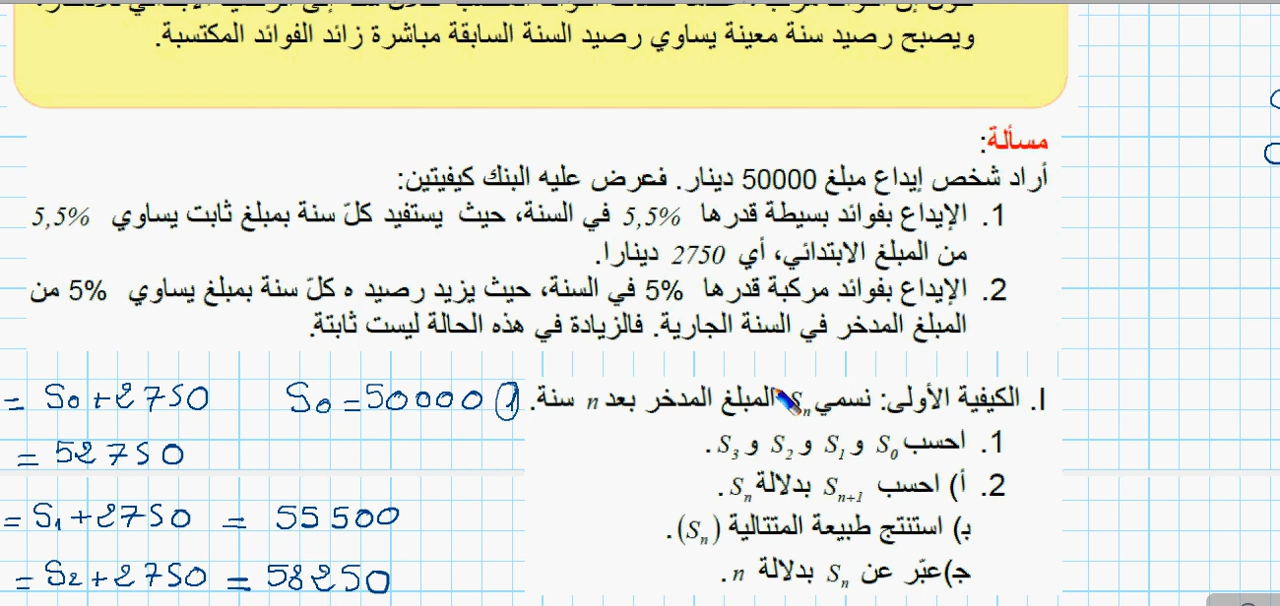 ويصبح رصيد سنة معينة يساوي رصيد السنة السابقة مباشرة زائد الفوائد المكتسبة.
مسألة:
أراد شخص إيداع مبلغ 50000 دينار. فعرض عليه البنك كيفيتين:
1. الإيداع بفوائد بسيطة قدرها 5,5% في السنة، حيث يستفيد كلّ سنة بمبلغ ثابت يساوي 5,5%
من المبلغ الابتدائي، أي 2750 دينارا.
2. الإيداع بفوائد مركبة قدرها 5% في السنة، حيث يزيد رصيد ه كلّ سنة بمبلغ يساوي 5% من
المبلغ المدخر في السنة الجارية. فالزيادة في هذه الحالة ليست ثابتة.
I. الكيفية الأولى: نسمي Sn المبلغ المدخر بعد n سنة.
1. احسب S0 و S1 و S2 و S3.
2. أ) احسب Sn+1 بدلالة Sn.
ب) استنتج طبيعة المتتالية (Sn).
ج) عبّر عن Sn بدلالة n.
① S0 = 50000
= S0 + 2750
= 52750
= S1 + 2750 = 55500
= S2 + 2750 = 58250